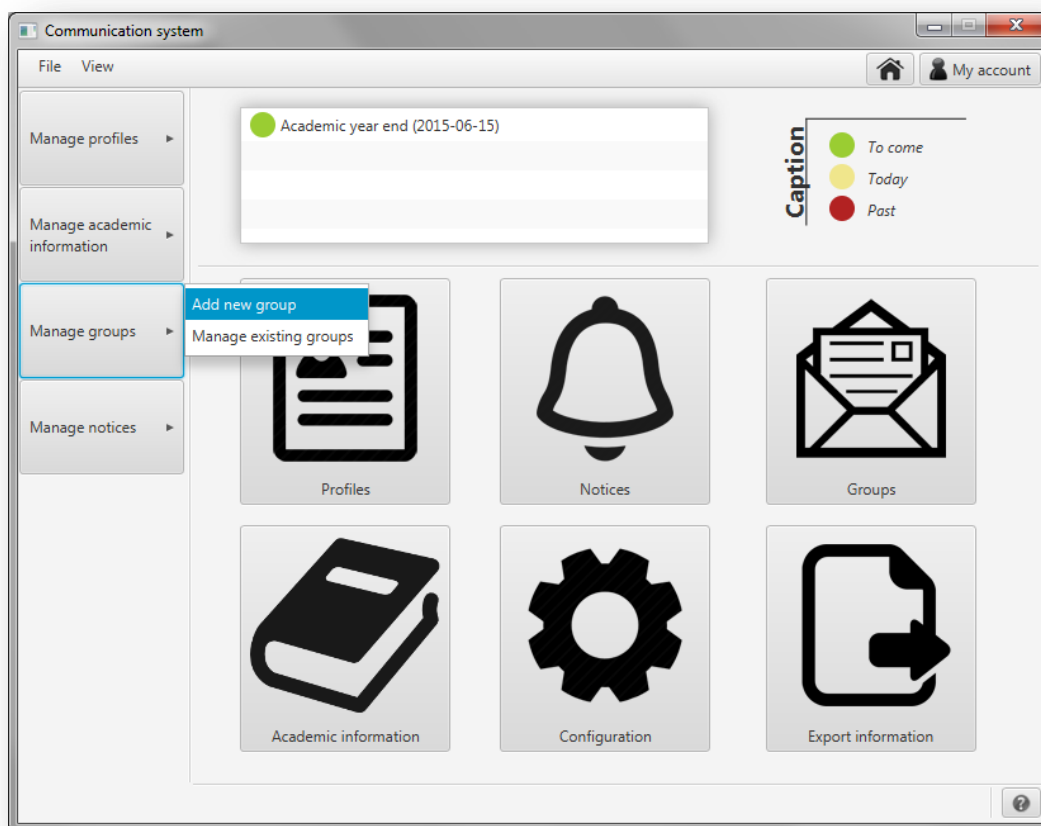 Communication system
File View
My account
Manage profiles
Manage academic
information
Manage groups
Manage notices
Add new group
Manage existing groups
Academic year end (2015-06-15)
Caption
To come
Today
Past
Profiles
Notices
Groups
Academic information
Configuration
Export information
?